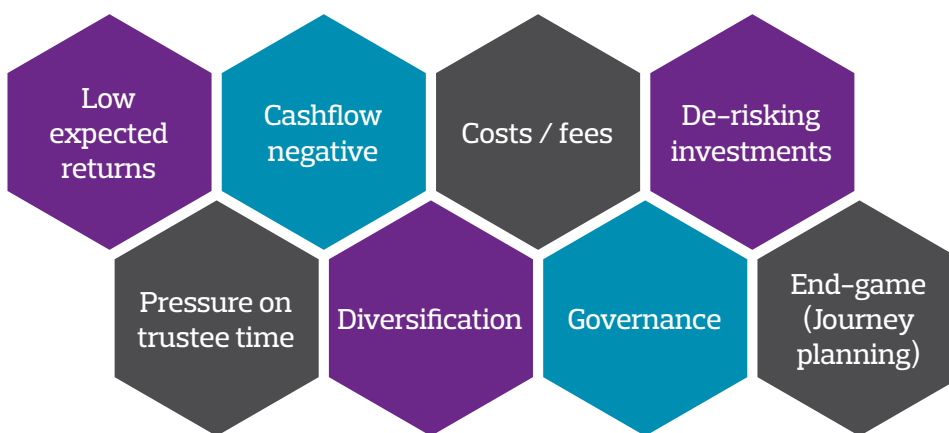 Low
expected
returns
Cashflow
negative
Costs / fees
De-risking
investments
Pressure on
trustee time
Diversification
Governance
End-game
(Journey
planning)